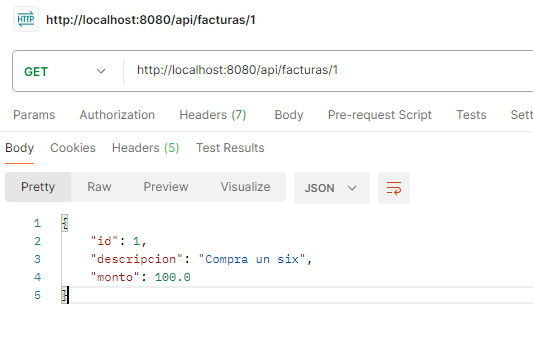 HTTP http://localhost:8080/api/facturas/1
GET http://localhost:8080/api/facturas/1
Params Authorization Headers (7) Body Pre-request Script Tests Sett
Body Cookies Headers (5) Test Results
Pretty Raw Preview Visualize JSON
1 {
2 "id": 1,
3 "descripcion": "Compra un six",
4 "monto": 100.0
5 }